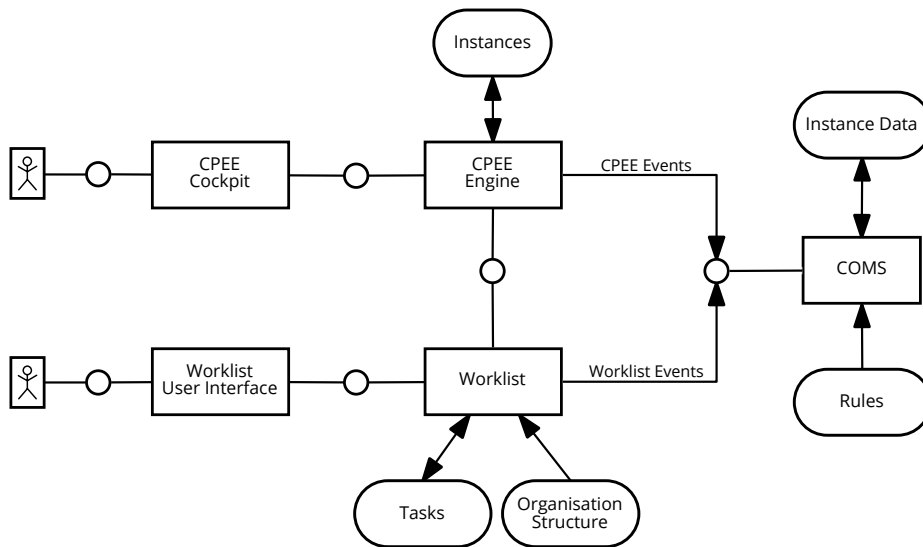 Instances
Instance Data
CPEE
Cockpit
CPEE
Engine
CPEE Events
COMS
Worklist
User Interface
Worklist
Worklist Events
Rules
Tasks
Organisation
Structure